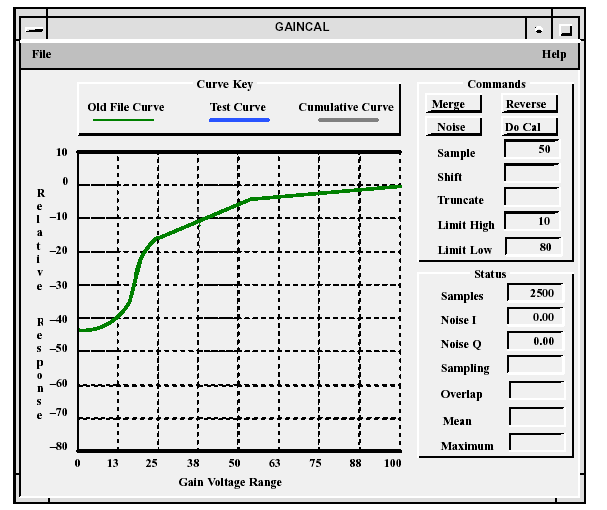 GAINCAL
File Help
Curve Key
Old File Curve Test Curve Cumulative Curve
Commands
Merge Reverse
Noise Do Cal
Sample 50
Shift
Truncate
Limit High 10
Limit Low 80
Status
Samples 2500
Noise I 0.00
Noise Q 0.00
Sampling
Overlap
Mean
Maximum
Relative Response
10
0
−10
−20
−30
−40
−50
−60
−70
−80
0 13 25 38 50 63 75 88 100
Gain Voltage Range